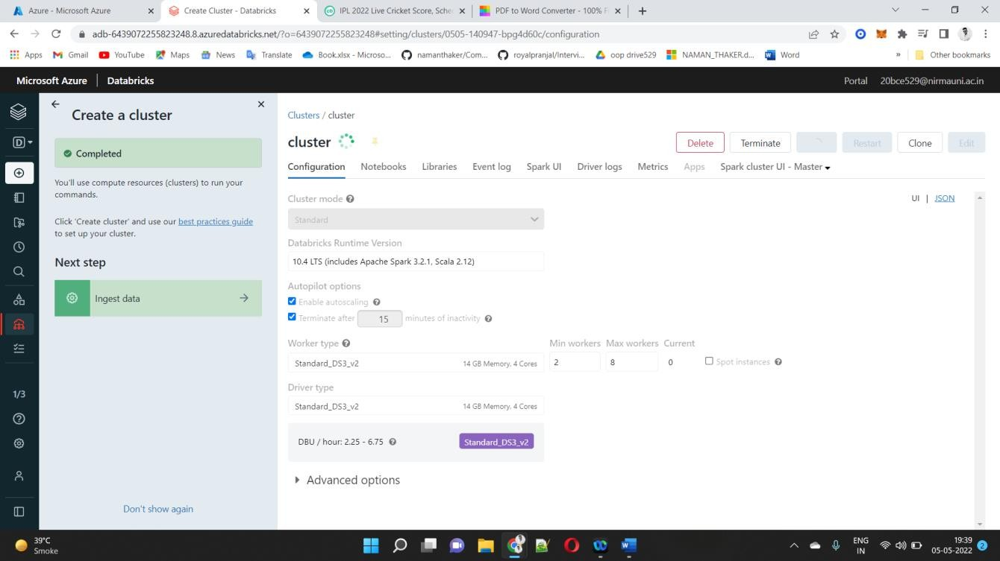 Azure - Microsoft Azure
Create Cluster - Databricks
IPL 2022 Live Cricket Score, Sche
PDF to Word Converter - 100% F
adb-6439072255823248.8.azuredatabricks.net/?o=6439072255823248#setting/clusters/0505-140947-bpg4d60c/configuration
Apps Gmail YouTube Maps News Translate Book.xlsx - Microso... namanthaker/Com... royalpranjal/Intervi... oop drive529 NAMAN_THAKER.d... Word » Other bookmarks
Microsoft Azure | Databricks Portal 20bce529@nirmauni.ac.in
Create a cluster
Completed
You'll use compute resources (clusters) to run your
commands.
Click 'Create cluster' and use our best practices guide
to set up your cluster.
Next step
Ingest data
Don't show again
D
1/3
Clusters / cluster
cluster
Delete Terminate Restart Clone Edit
Configuration Notebooks Libraries Event log Spark UI Driver logs Metrics Apps Spark cluster UI - Master
Cluster mode
UI | JSON
Standard
Databricks Runtime Version
10.4 LTS (includes Apache Spark 3.2.1, Scala 2.12)
Autopilot options
Enable autoscaling
Terminate after 15 minutes of inactivity
Worker type Min workers Max workers Current
Standard_DS3_v2 14 GB Memory, 4 Cores 2 8 0 Spot instances
Driver type
Standard_DS3_v2 14 GB Memory, 4 Cores
DBU / hour: 2.25 - 6.75 Standard_DS3_v2
Advanced options
39°C
Smoke
ENG
IN
19:39
05-05-2022
2